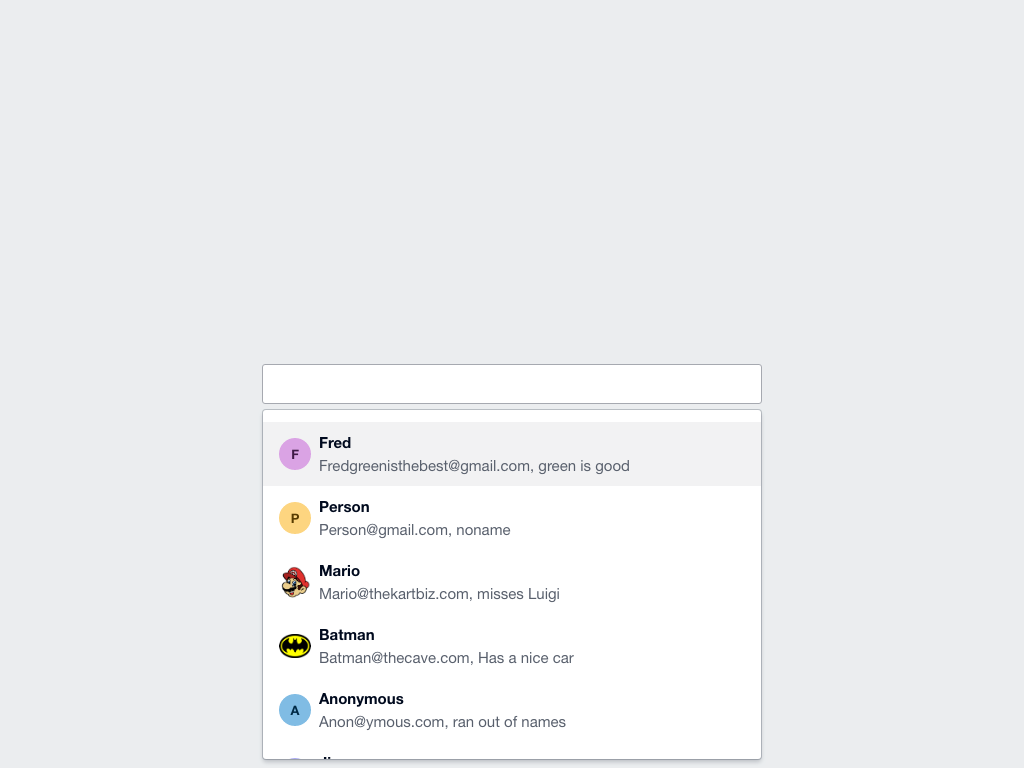 F
Fred
Fredgreenisthebest@gmail.com, green is good
P
Person
Person@gmail.com, noname
Mario
Mario@thekartbiz.com, misses Luigi
Batman
Batman@thecave.com, Has a nice car
A
Anonymous
Anon@ymous.com, ran out of names